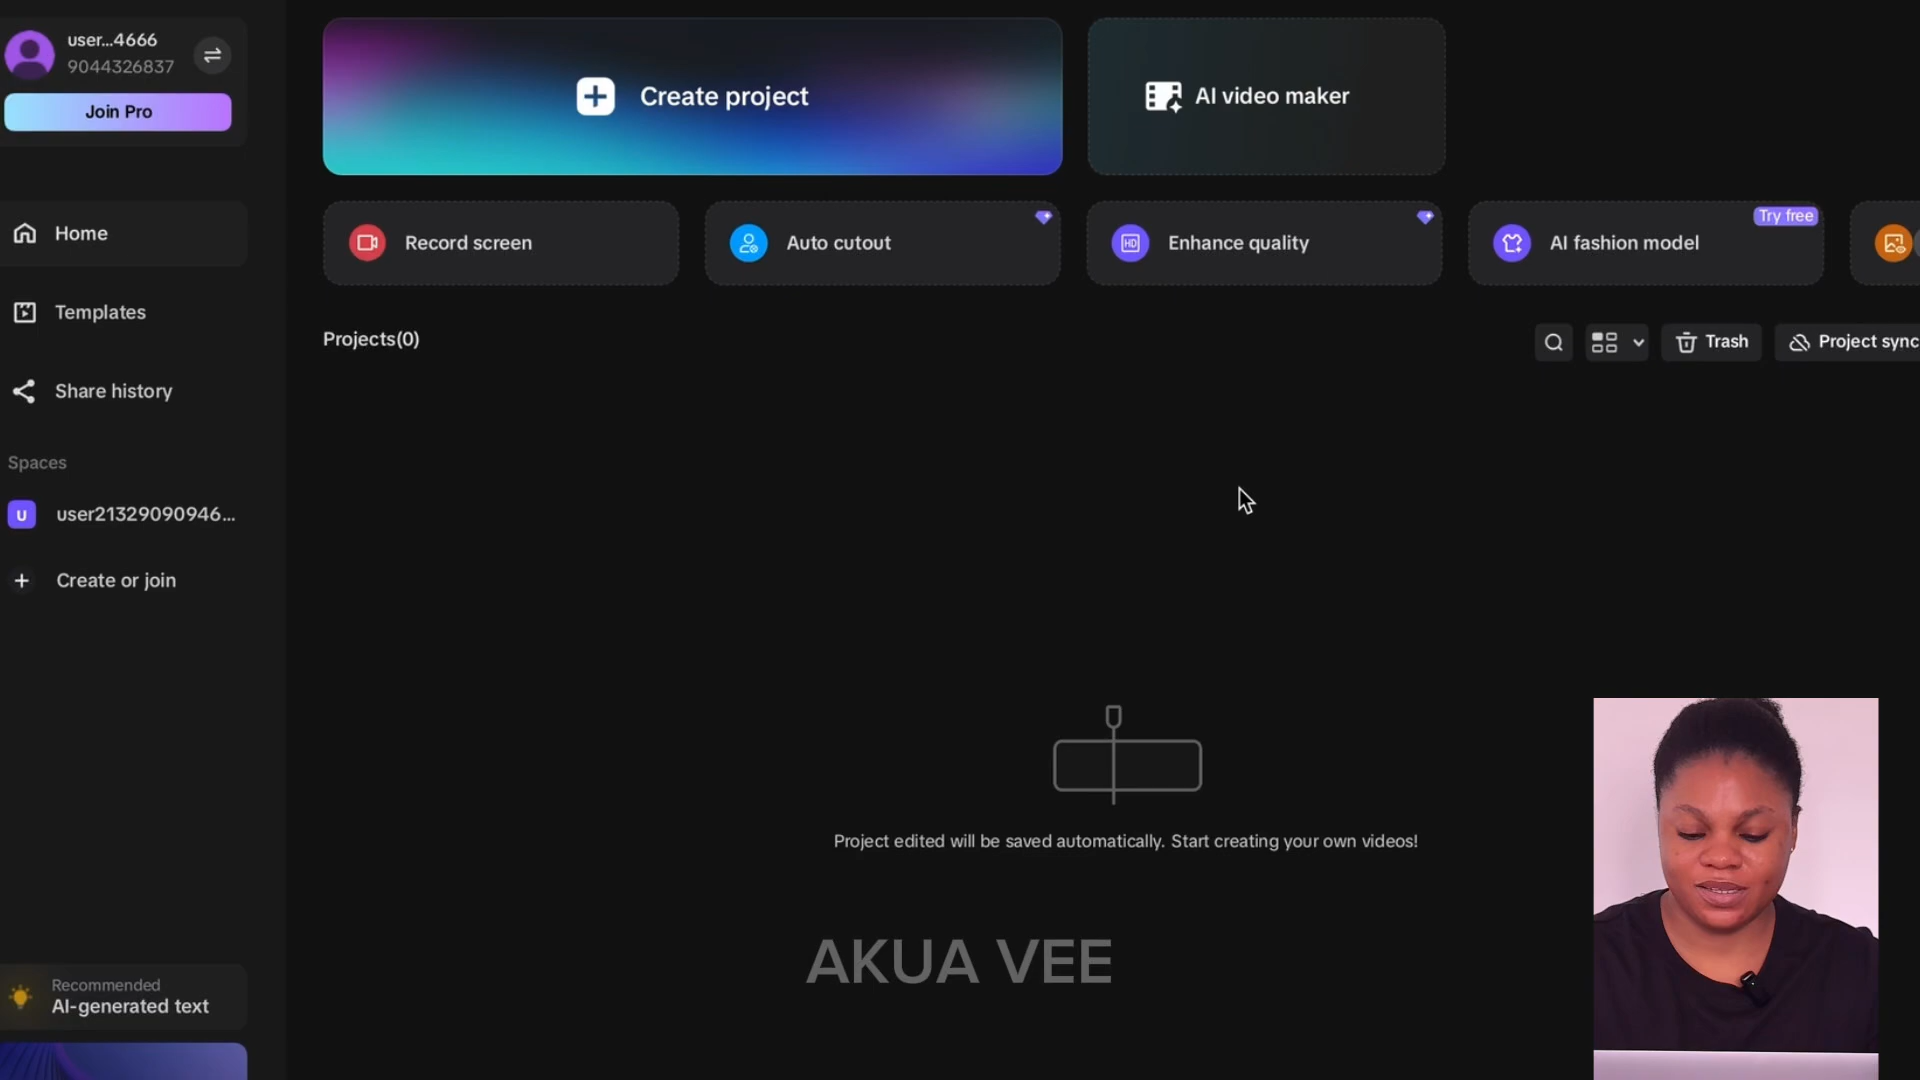 user...4666
9044326837
Join Pro
Home
Templates
Share history
Spaces
U
user21329090946...
Create or join
Recommended
AI-generated text
Create project
AI video maker
Record screen
Auto cutout
HD
Enhance quality
AI fashion model
Try free
Projects(0)
Trash
Project sync
Project edited will be saved automatically. Start creating your own videos!
AKUA VEE